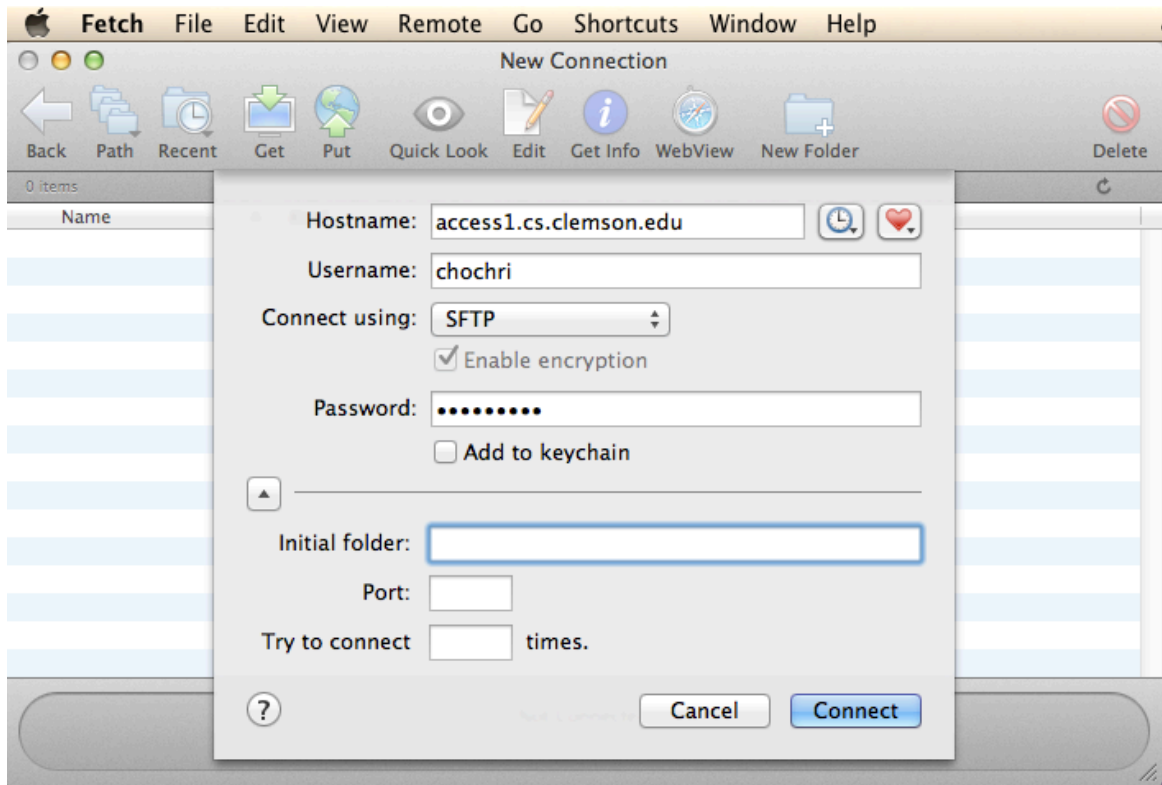 Fetch File Edit View Remote Go Shortcuts Window Help
New Connection
Back Path Recent Get Put Quick Look Edit Get Info WebView New Folder Delete
0 items
Name
Hostname: access1.cs.clemson.edu
Username: chochri
Connect using: SFTP
Enable encryption
Password: •••••••••
Add to keychain
Initial folder:
Port:
Try to connect times.
? Cancel Connect